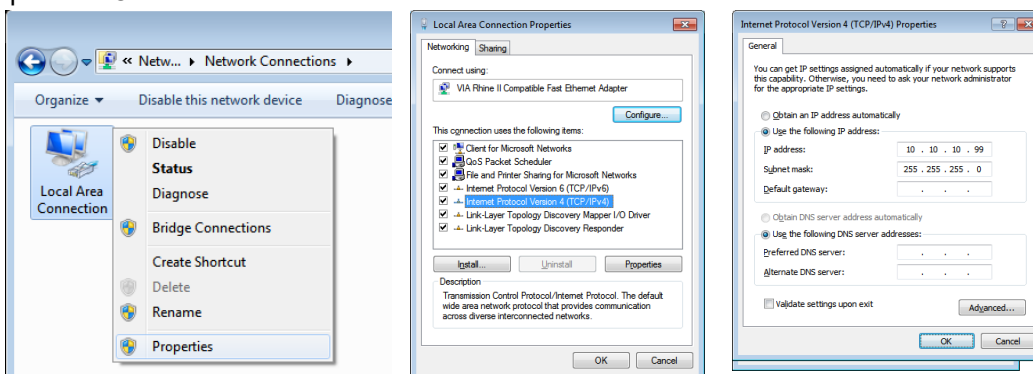 « Netw... ▸ Network Connections ▸
Organize ▼ Disable this network device Diagnose
Local Area
Connection
Disable
Status
Diagnose
Bridge Connections
Create Shortcut
Delete
Rename
Properties
Local Area Connection Properties
Networking Sharing
Connect using:
VIA Rhine II Compatible Fast Ethernet Adapter
Configure...
This connection uses the following items:
Client for Microsoft Networks
QoS Packet Scheduler
File and Printer Sharing for Microsoft Networks
Internet Protocol Version 6 (TCP/IPv6)
Internet Protocol Version 4 (TCP/IPv4)
Link-Layer Topology Discovery Mapper I/O Driver
Link-Layer Topology Discovery Responder
Install... Uninstall Properties
Description
Transmission Control Protocol/Internet Protocol. The default
wide area network protocol that provides communication
across diverse interconnected networks.
OK Cancel
Internet Protocol Version 4 (TCP/IPv4) Properties
General
You can get IP settings assigned automatically if your network supports
this capability. Otherwise, you need to ask your network administrator
for the appropriate IP settings.
Obtain an IP address automatically
Use the following IP address:
IP address: 10 . 10 . 10 . 99
Subnet mask: 255 . 255 . 255 . 0
Default gateway: . . .
Obtain DNS server address automatically
Use the following DNS server addresses:
Preferred DNS server: . . .
Alternate DNS server: . . .
Validate settings upon exit Advanced...
OK Cancel